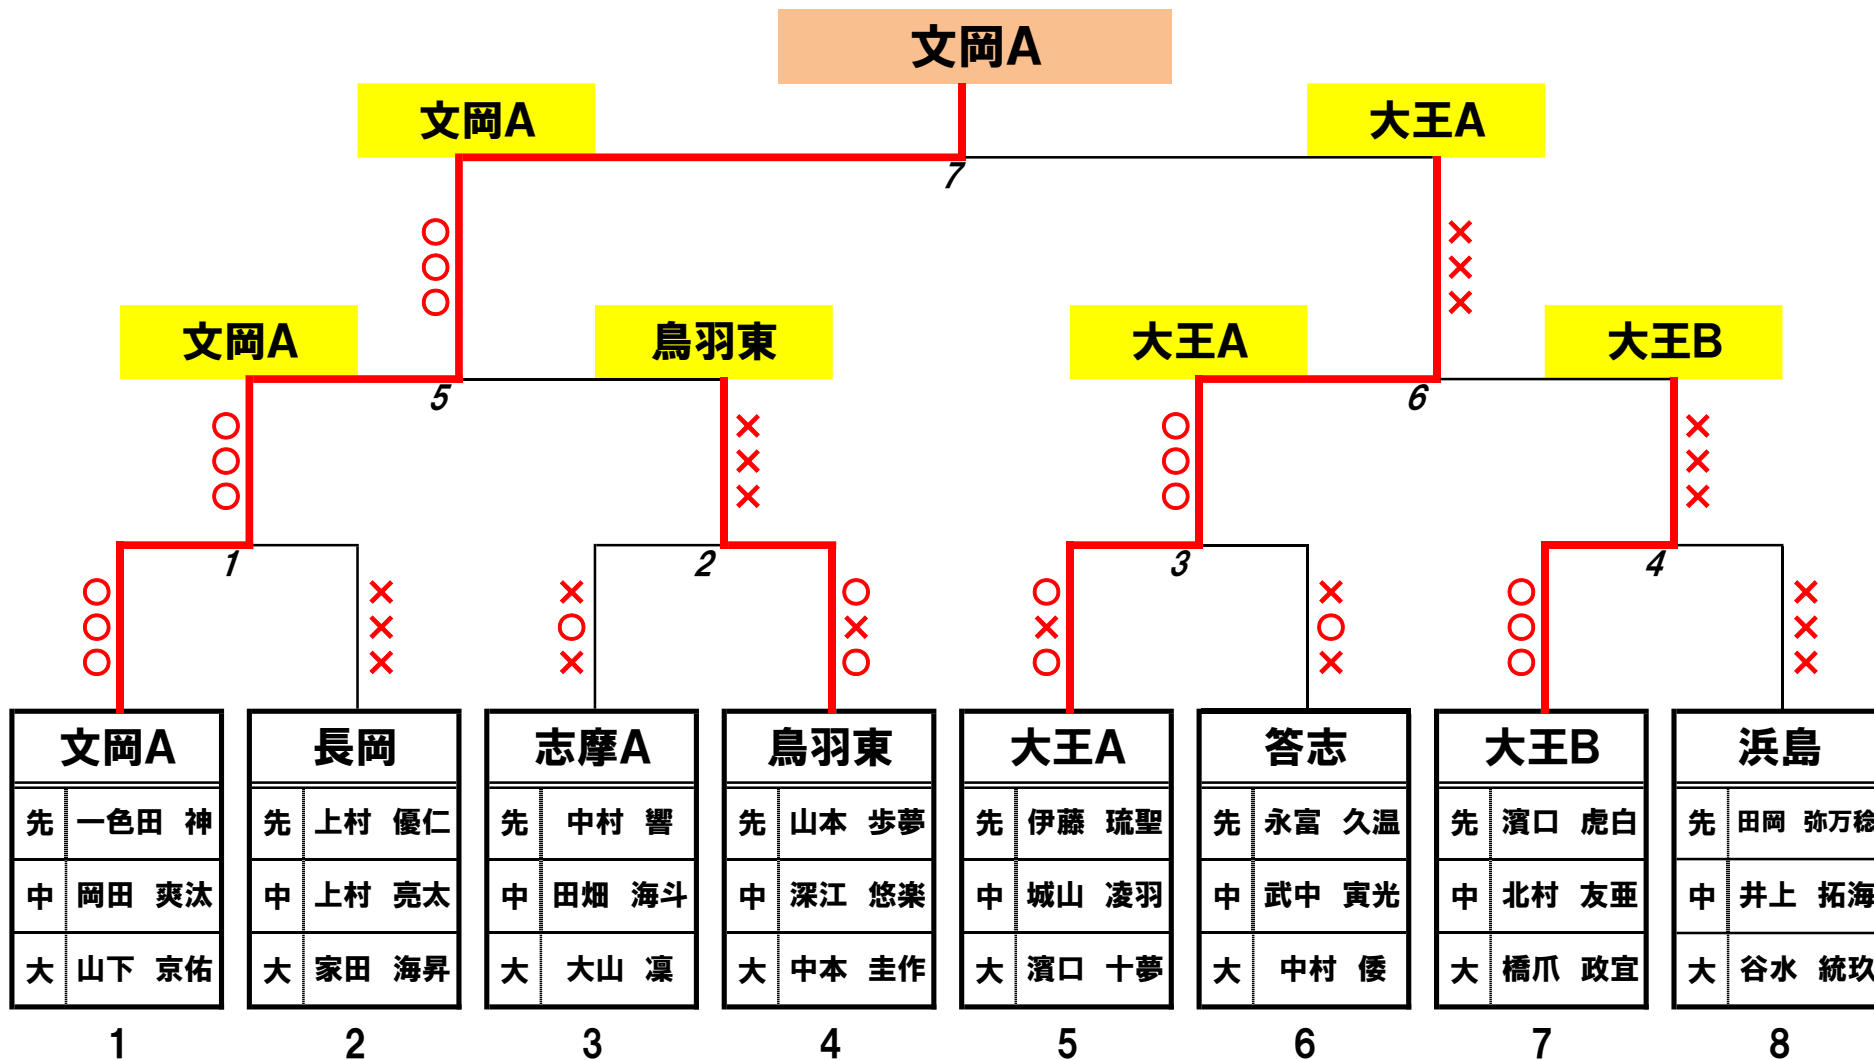 文岡A
文岡A 大王A
7
○ ×
○ ×
○ ×
文岡A 鳥羽東 大王A 大王B
5 6
○ × ○ ×
○ × ○ ×
○ × ○ ×
1 2 3 4
○ × × ○ ○ × ○ ×
○ × ○ × × ○ ○ ×
○ × × ○ ○ × ○ ×
文岡A 長岡 志摩A 鳥羽東 大王A 答志 大王B 浜島
先 一色田 神 先 上村 優仁 先 中村 響 先 山本 歩夢 先 伊藤 琉聖 先 永富 久温 先 濱口 虎白 先 田岡 弥万稔
中 岡田 爽汰 中 上村 亮太 中 田畑 海斗 中 深江 悠楽 中 城山 凌羽 中 武中 寅光 中 北村 友亜 中 井上 拓海
大 山下 京佑 大 家田 海昇 大 大山 凜 大 中本 圭作 大 濱口 十夢 大 中村 倭 大 橋爪 政宜 大 谷水 統玖
1 2 3 4 5 6 7 8